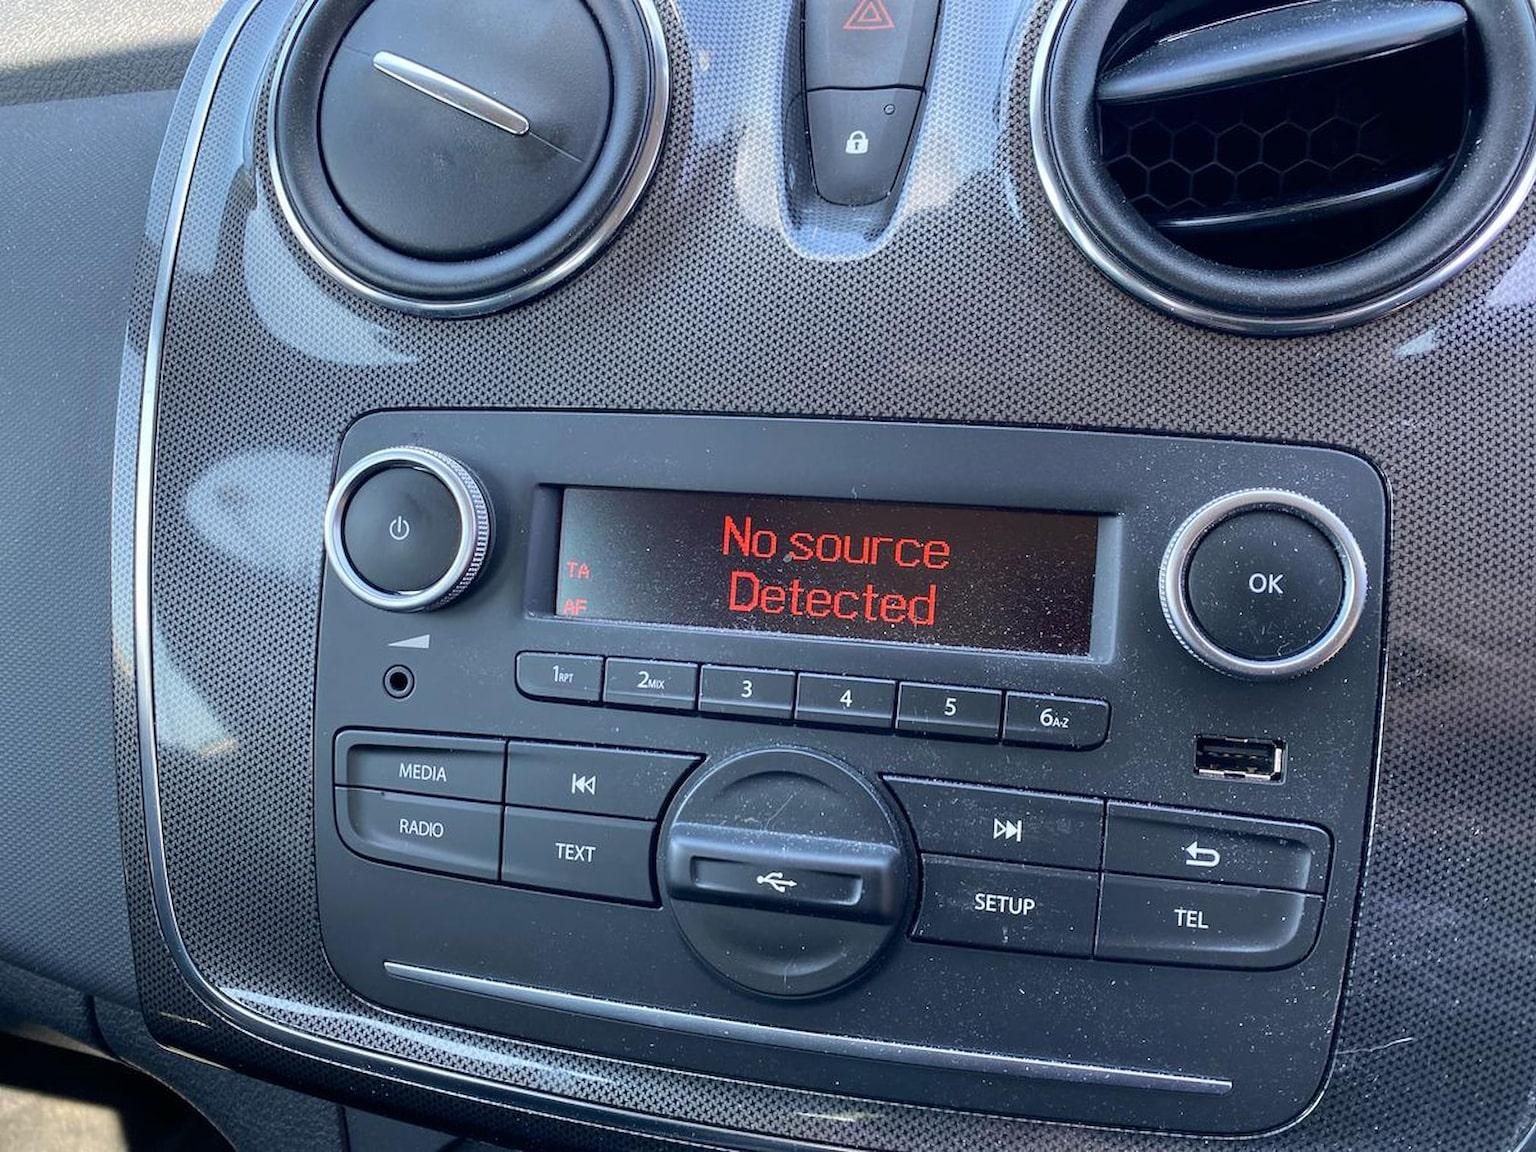 No source
Detected
TA
AF
OK
1RPT
2MIX
3
4
5
6A-Z
MEDIA
RADIO
TEXT
SETUP
TEL